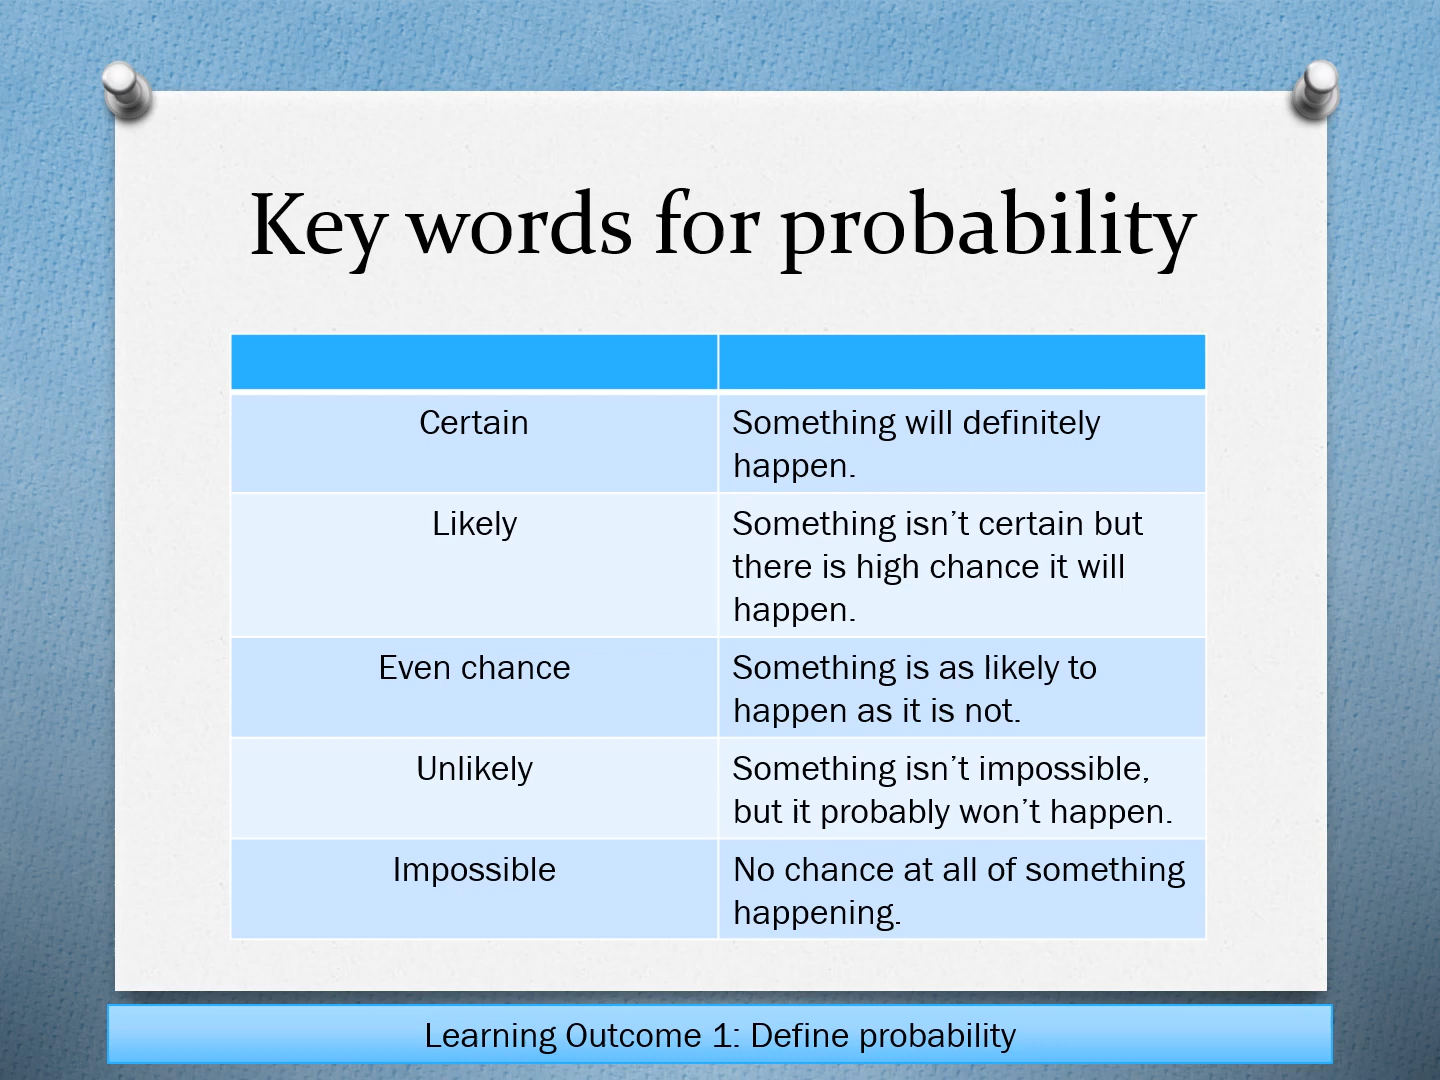 Key words for probability
Certain
Something will definitely
happen.
Likely
Something isn’t certain but
there is high chance it will
happen.
Even chance
Something is as likely to
happen as it is not.
Unlikely
Something isn’t impossible,
but it probably won’t happen.
Impossible
No chance at all of something
happening.
Learning Outcome 1: Define probability